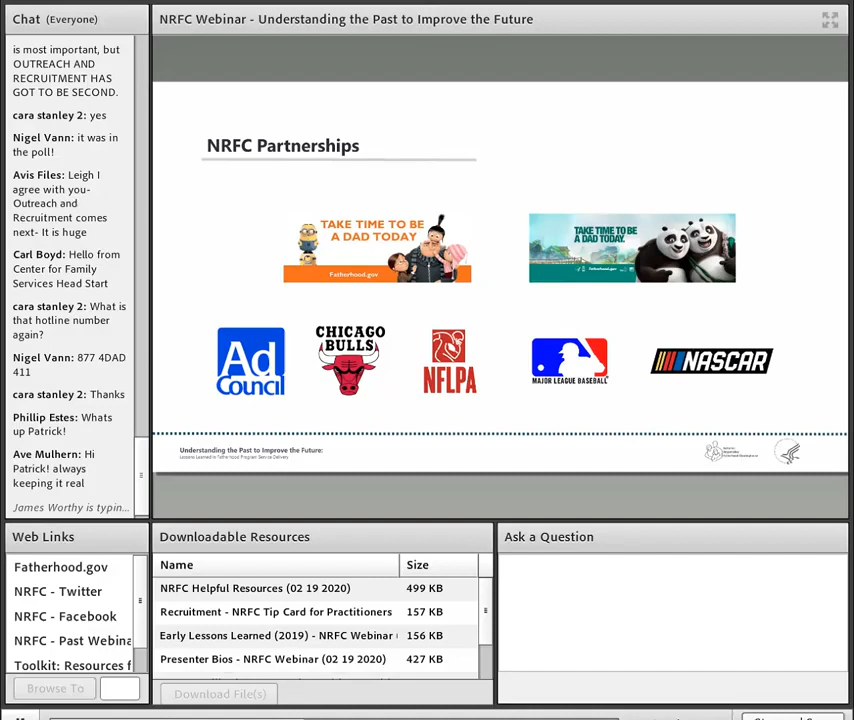 Chat (Everyone)
is most important, but
OUTREACH AND
RECRUITMENT HAS
GOT TO BE SECOND.
cara stanley 2: yes
Nigel Vann: it was in
the poll!
Avis Files: Leigh I
agree with you-
Outreach and
Recruitment comes
next- It is huge
Carl Boyd: Hello from
Center for Family
Services Head Start
cara stanley 2: What is
that hotline number
again?
Nigel Vann: 877 4DAD
411
cara stanley 2: Thanks
Phillip Estes: Whats
up Patrick!
Ave Mulhern: Hi
Patrick! always
keeping it real
James Worthy is typin...
NRFC Webinar - Understanding the Past to Improve the Future
NRFC Partnerships
TAKE TIME TO BE
A DAD TODAY
Fatherhood.gov
TAKE TIME TO BE
A DAD TODAY.
Fatherhood.gov
Ad
Council
CHICAGO
BULLS
NFLPA
MAJOR LEAGUE BASEBALL
NASCAR
Understanding the Past to Improve the Future:
Lessons Learned in Fatherhood Program Service Delivery
Web Links
Fatherhood.gov
NRFC - Twitter
NRFC - Facebook
NRFC - Past Webina
Toolkit: Resources f
Browse To
Downloadable Resources
Name Size
NRFC Helpful Resources (02 19 2020) 499 KB
Recruitment - NRFC Tip Card for Practitioners 157 KB
Early Lessons Learned (2019) - NRFC Webinar 156 KB
Presenter Bios - NRFC Webinar (02 19 2020) 427 KB
Download File(s)
Ask a Question